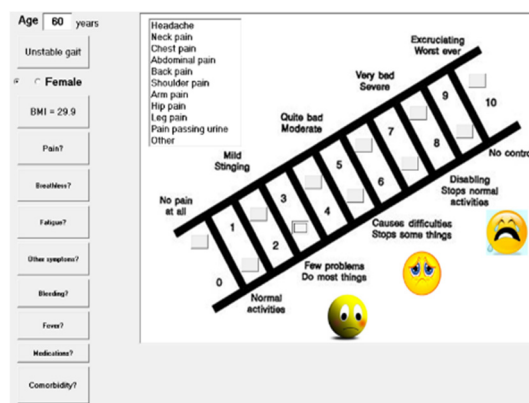 Age 60 years
Unstable gait
Female
BMI = 29.9
Pain?
Breathless?
Fatigue?
Other symptoms?
Bleeding?
Fever?
Medications?
Comorbidity?
Headache
Neck pain
Chest pain
Abdominal pain
Back pain
Shoulder pain
Arm pain
Hip pain
Leg pain
Pain passing urine
Other
No pain
at all
Mild
Stinging
Quite bad
Moderate
Very bad
Severe
Excruciating
Worst ever
0
1
2
3
4
5
6
7
8
9
10
Normal
activities
Few problems
Do most things
Causes difficulties
Stops some things
Disabling
Stops normal
activities
No contro